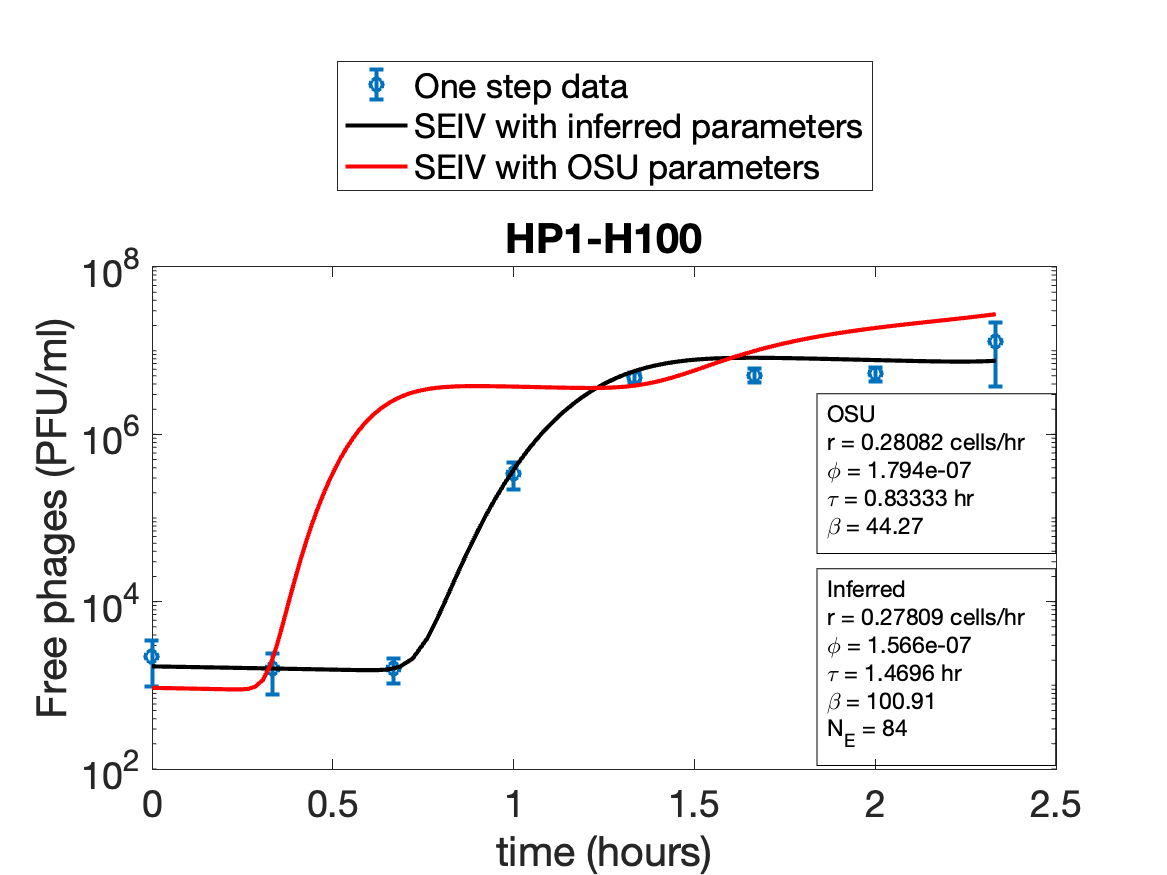 One step data
SEIV with inferred parameters
SEIV with OSU parameters
HP1-H100
Free phages (PFU/ml)
10^8
10^6
10^4
10^2
OSU
r = 0.28082 cells/hr
ϕ = 1.794e-07
τ = 0.83333 hr
β = 44.27
Inferred
r = 0.27809 cells/hr
ϕ = 1.566e-07
τ = 1.4696 hr
β = 100.91
N_E = 84
0 0.5 1 1.5 2 2.5
time (hours)